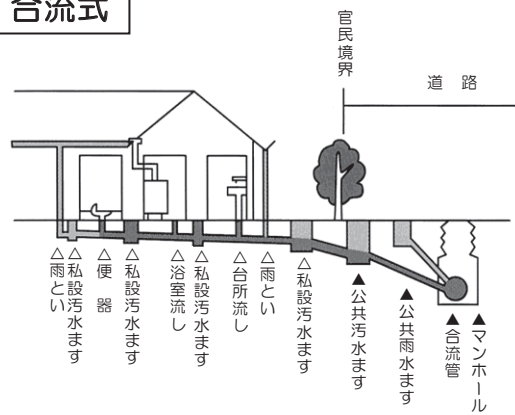 合流式
官民境界
道路
△雨とい
△私設汚水ます
△便器
△私設汚水ます
△浴室流し
△私設汚水ます
△台所流し
△雨とい
△私設汚水ます
▲公共汚水ます
▲公共雨水ます
▲合流管
▲マンホール